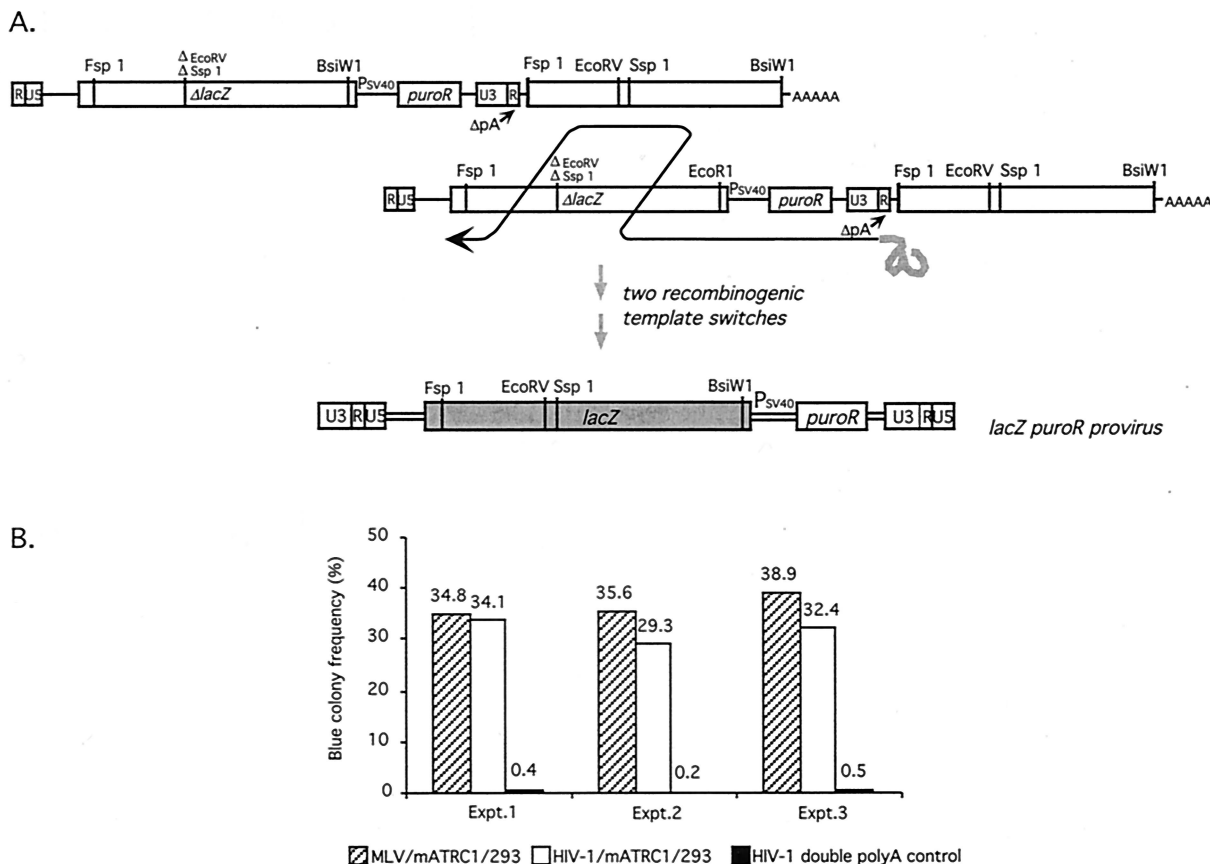 A.
Fsp 1 Δ EcoRV BsiW1 Fsp 1 EcoRV Ssp 1 BsiW1
Δ Ssp 1
R U5 ΔlacZ PSV40 puroR U3 R AAAAA
ΔpA
Fsp 1 Δ EcoRV EcoR1 Fsp 1 EcoRV Ssp 1 BsiW1
Δ Ssp 1
R U5 ΔlacZ PSV40 puroR U3 R AAAAA
ΔpA
two recombinogenic
template switches
Fsp 1 EcoRV Ssp 1 BsiW1
U3 R U5 lacZ PSV40 puroR U3 R U5
lacZ puroR provirus
B.
Blue colony frequency (%)
50
40
30
20
10
0
34.8 34.1 0.4
35.6 29.3 0.2
38.9 32.4 0.5
Expt.1 Expt.2 Expt.3
MLV/mATRC1/293 HIV-1/mATRC1/293 HIV-1 double polyA control